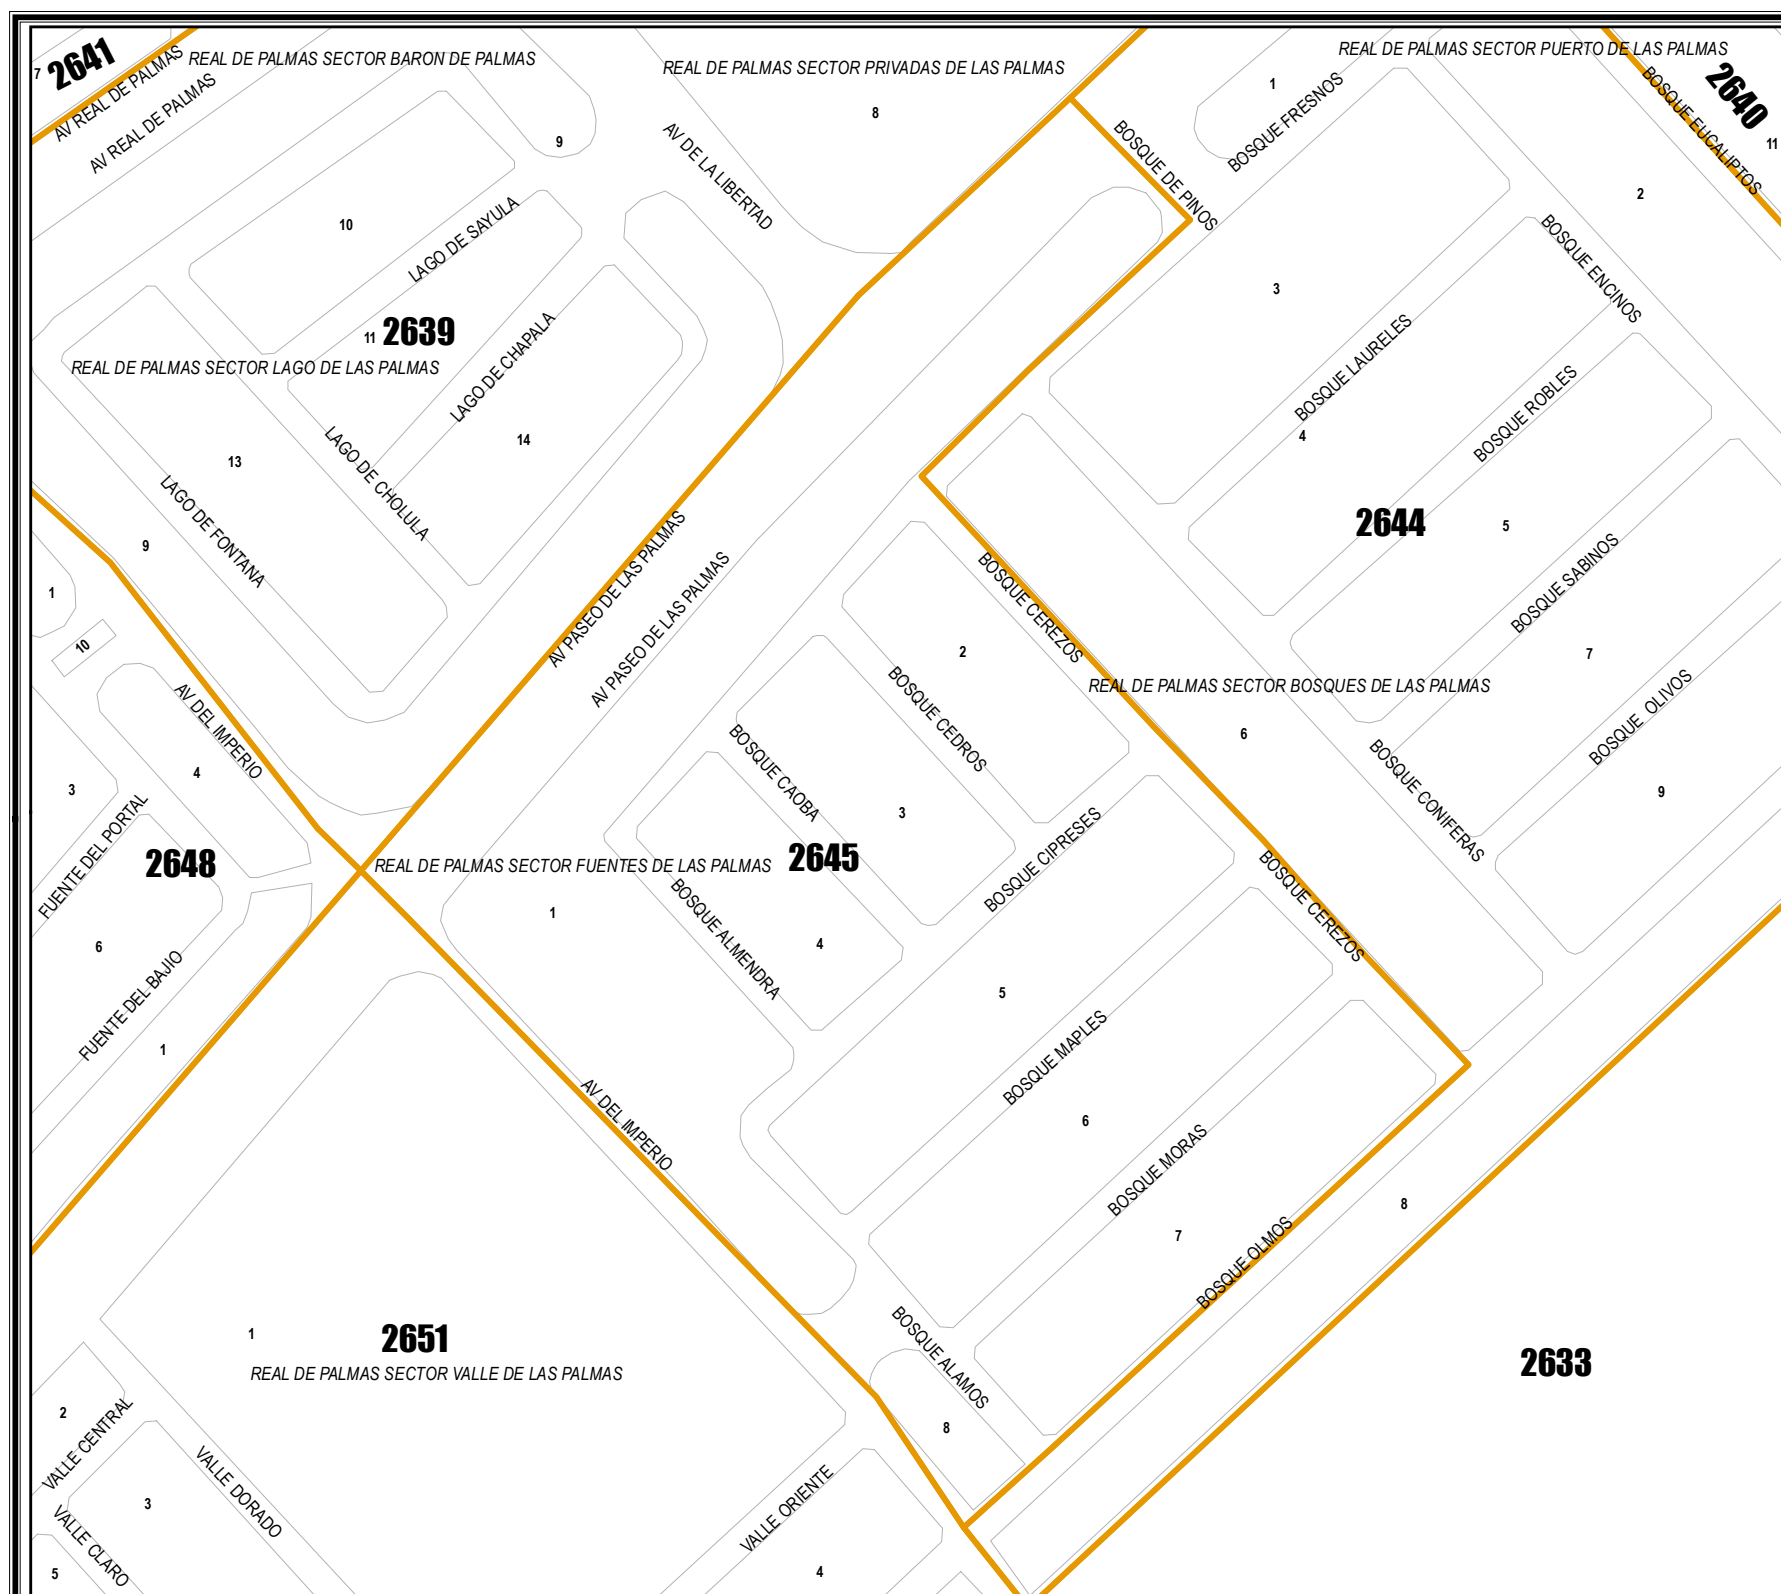 2641
7
AV REAL DE PALMAS
AV REAL DE PALMAS
REAL DE PALMAS SECTOR BARON DE PALMAS
REAL DE PALMAS SECTOR PRIVADAS DE LAS PALMAS
REAL DE PALMAS SECTOR PUERTO DE LAS PALMAS
2640
11
BOSQUE EUCALIPTOS
1
BOSQUE FRESNOS
8
9
AV DE LA LIBERTAD
BOSQUE DE PINOS
2
10
LAGO DE SAYULA
BOSQUE ENCINOS
3
11
2639
LAGO DE CHAPALA
REAL DE PALMAS SECTOR LAGO DE LAS PALMAS
BOSQUE LAURELES
4
BOSQUE ROBLES
13
14
LAGO DE CHOLULA
LAGO DE FONTANA
2644
5
9
AV PASEO DE LAS PALMAS
AV PASEO DE LAS PALMAS
BOSQUE CEREZOS
BOSQUE SABINOS
1
10
2
7
REAL DE PALMAS SECTOR BOSQUES DE LAS PALMAS
BOSQUE OLIVOS
AV DEL IMPERIO
BOSQUE CEDROS
6
BOSQUE CAOBA
4
3
BOSQUE CONIFERAS
9
3
FUENTE DEL PORTAL
BOSQUE CIPRESES
2648
REAL DE PALMAS SECTOR FUENTES DE LAS PALMAS
2645
BOSQUE CEREZOS
1
BOSQUE ALMENDRA
4
6
FUENTE DEL BAJIO
5
1
BOSQUE MAPLES
AV DEL IMPERIO
6
BOSQUE MORAS
8
7
BOSQUE OLMOS
1
2651
REAL DE PALMAS SECTOR VALLE DE LAS PALMAS
BOSQUE ALAMOS
2633
2
VALLE CENTRAL
8
3
VALLE DORADO
VALLE ORIENTE
VALLE CLARO
5
4